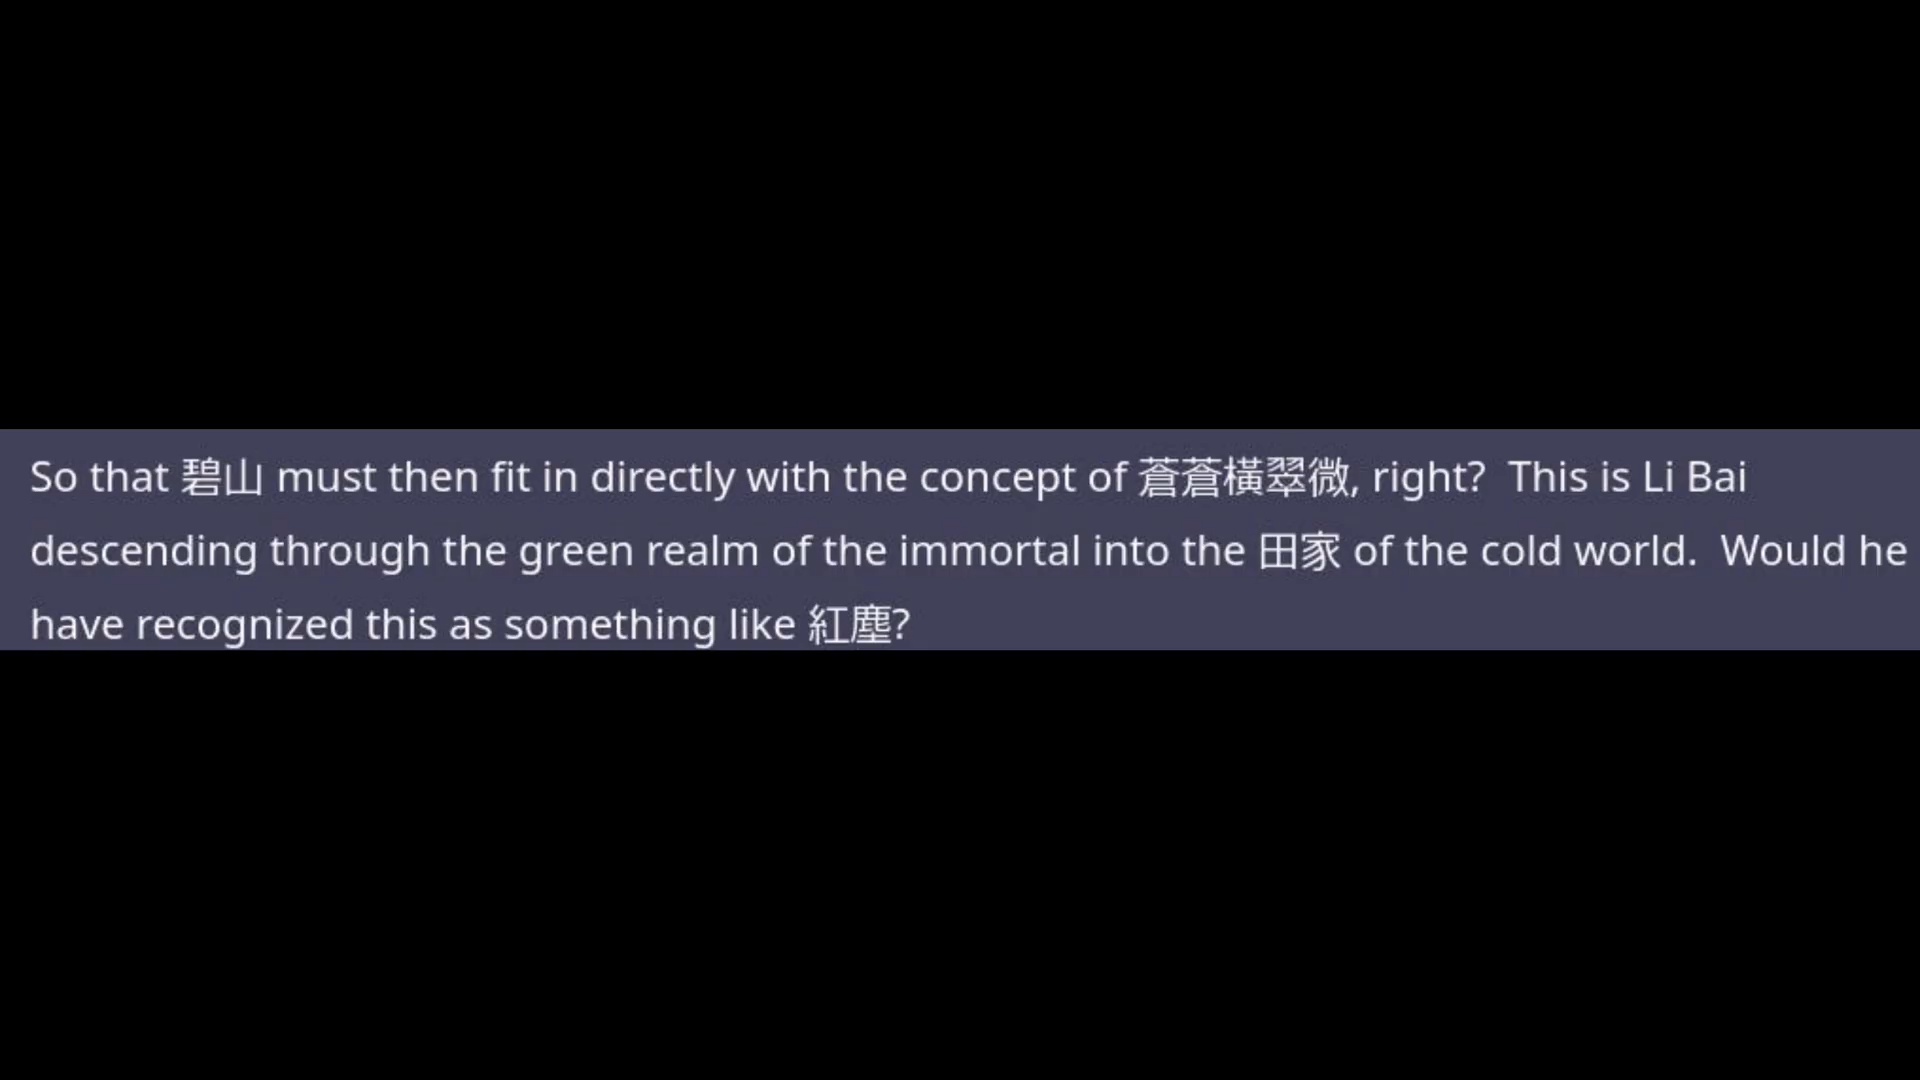 So that 碧山 must then fit in directly with the concept of 蒼蒼橫翠微, right?  This is Li Bai
descending through the green realm of the immortal into the 田家 of the cold world.  Would he
have recognized this as something like 紅塵?